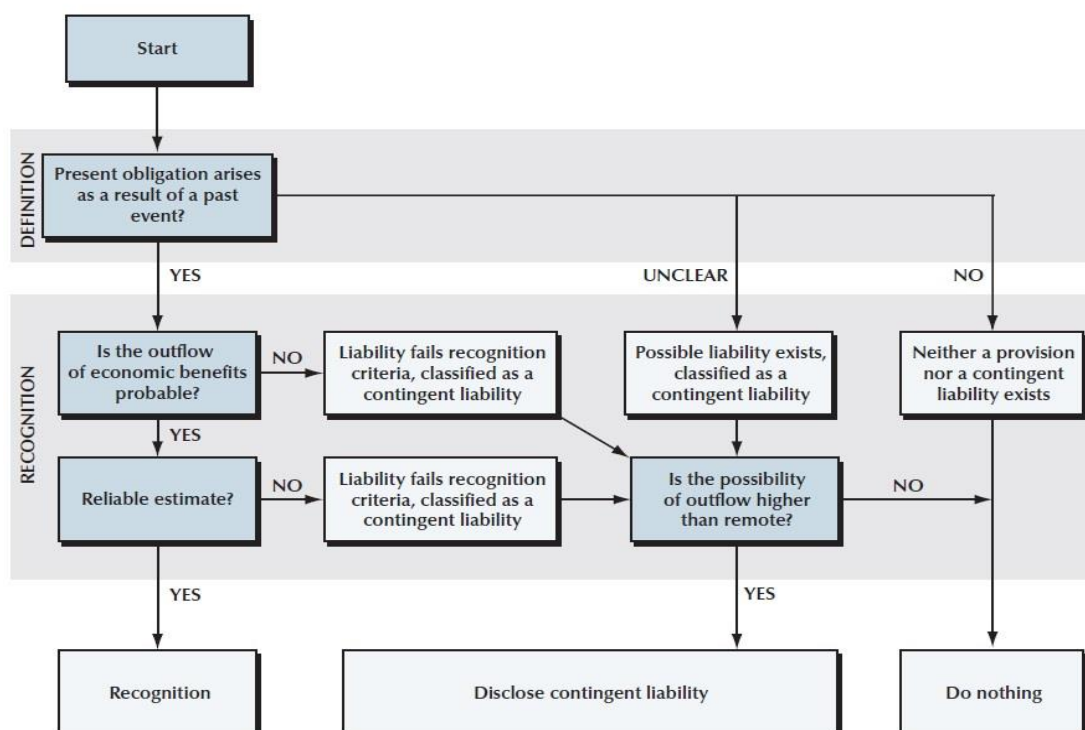 Start
DEFINITION
Present obligation arises
as a result of a past
event?
YES
UNCLEAR
NO
RECOGNITION
Is the outflow
of economic benefits
probable?
NO
Liability fails recognition
criteria, classified as a
contingent liability
Possible liability exists,
classified as a
contingent liability
Neither a provision
nor a contingent
liability exists
YES
Reliable estimate?
NO
Liability fails recognition
criteria, classified as a
contingent liability
Is the possibility
of outflow higher
than remote?
NO
YES
YES
Recognition
Disclose contingent liability
Do nothing